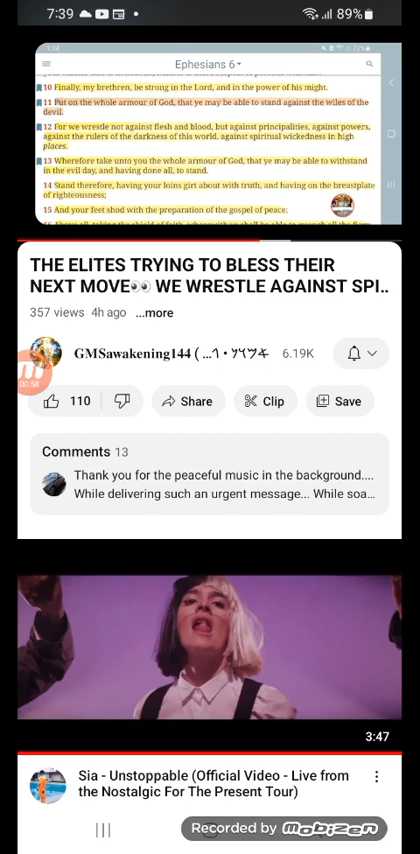 7:39
89%
1:24
72%
Ephesians 6
10 Finally, my brethren, be strong in the Lord, and in the power of his might.
11 Put on the whole armour of God, that ye may be able to stand against the wiles of the
devil.
12 For we wrestle not against flesh and blood, but against principalities, against powers,
against the rulers of the darkness of this world, against spiritual wickedness in high
places.
13 Wherefore take unto you the whole armour of God, that ye may be able to withstand
in the evil day, and having done all, to stand.
14 Stand therefore, having your loins girt about with truth, and having on the breastplate
of righteousness;
15 And your feet shod with the preparation of the gospel of peace;
THE ELITES TRYING TO BLESS THEIR
NEXT MOVE👀 WE WRESTLE AGAINST SPI..
357 views 4h ago ...more
GMSawakening144 ( ... 6.19K
00:58
110 Share Clip Save
Comments 13
Thank you for the peaceful music in the background....
While delivering such an urgent message... While soa...
3:47
Sia - Unstoppable (Official Video - Live from
the Nostalgic For The Present Tour)
Recorded by mobizen